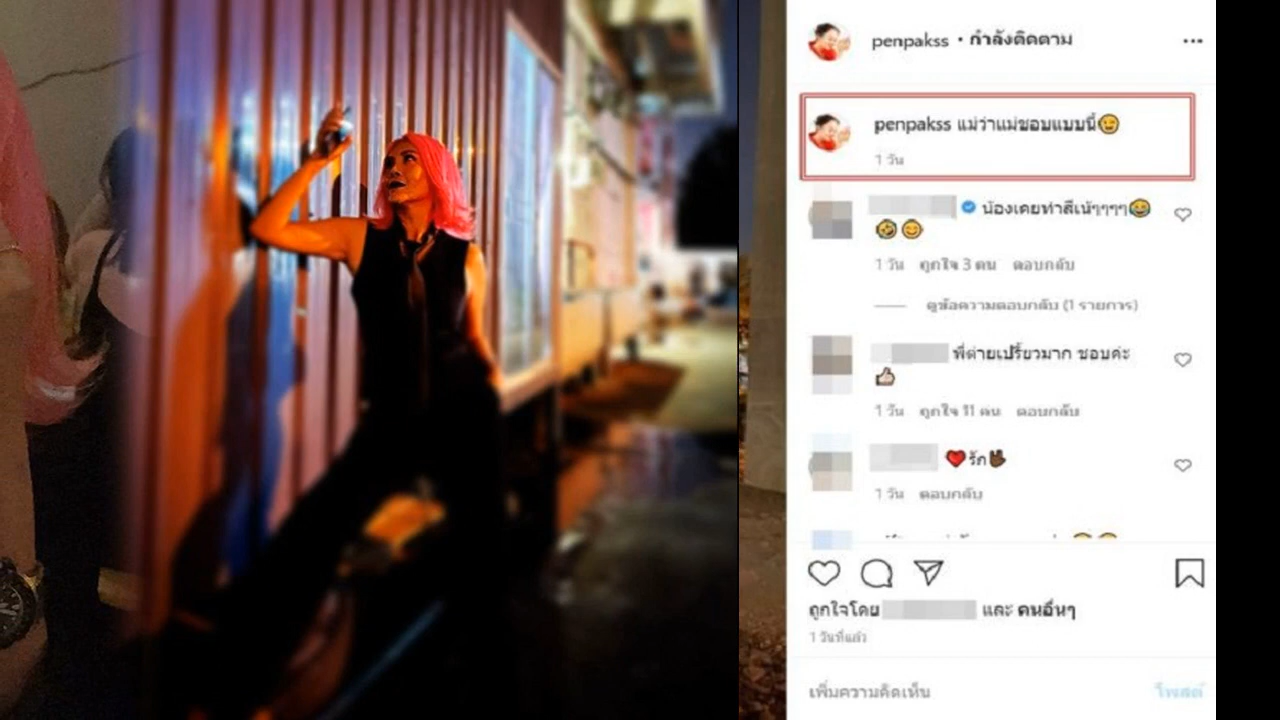 penpakss • กำลังติดตาม
penpakss แม่ว่าแม่ชอบแบบนี้😉
1 วัน
น้องเคยทำสีเน้ๆๆๆๆ😂
🤣😊
1 วัน ถูกใจ 3 คน ตอบกลับ
ดูข้อความตอบกลับ (1 รายการ)
พี่ต่ายเปรี้ยวมาก ชอบค่ะ
👍🏻
1 วัน ถูกใจ 11 คน ตอบกลับ
❤️รัก
1 วัน ตอบกลับ
ถูกใจโดย และ คนอื่นๆ
1 วันที่แล้ว
เพิ่มความคิดเห็น
โพสต์